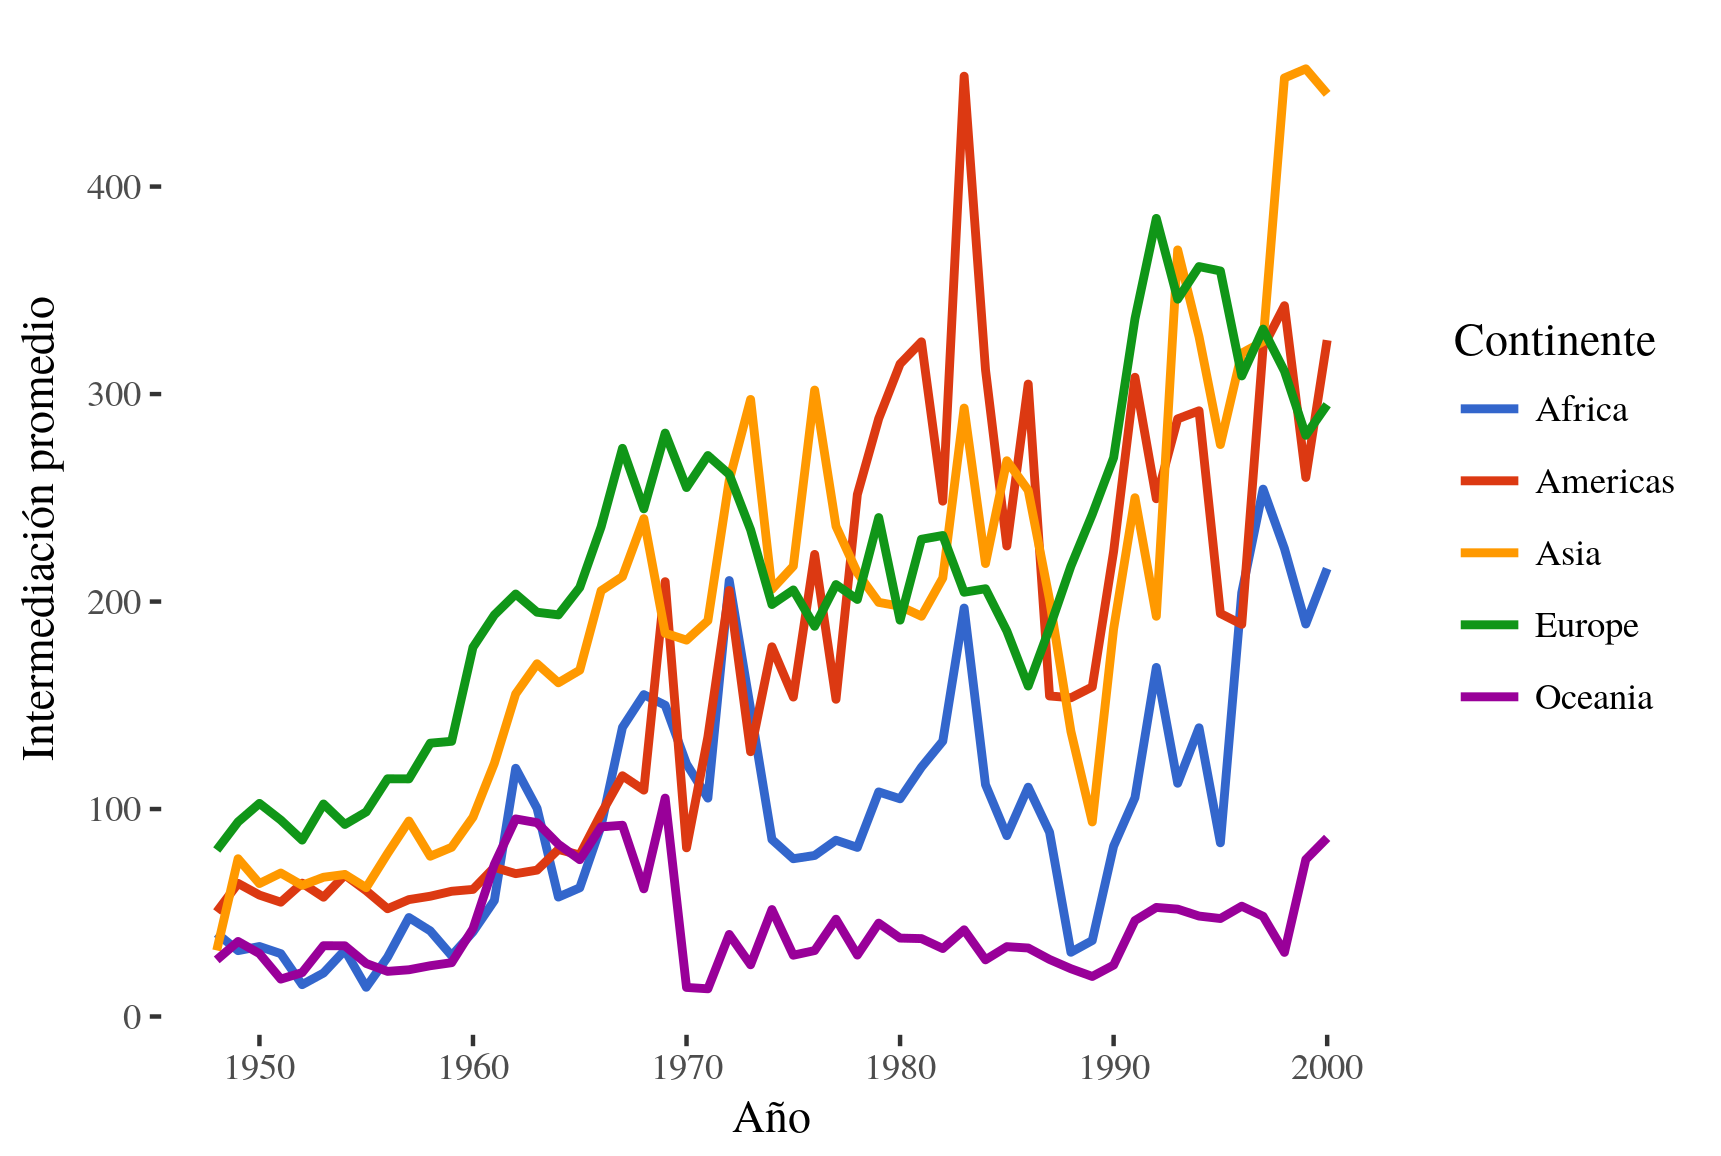 Intermediación promedio
400
300
200
100
0
1950 1960 1970 1980 1990 2000
Año
Continente
Africa
Americas
Asia
Europe
Oceania